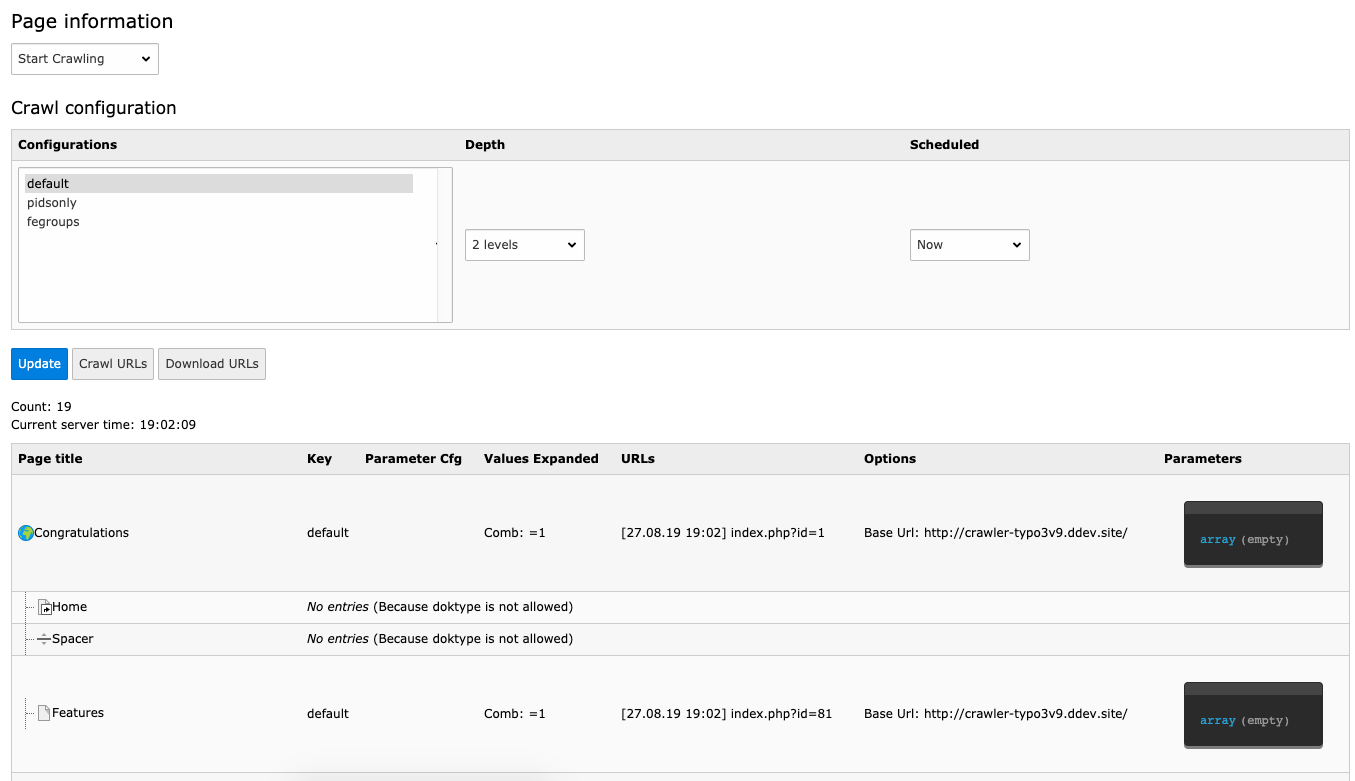 Page information
Start Crawling
Crawl configuration
Configurations Depth Scheduled
default
pidsonly
fegroups
2 levels Now
Update Crawl URLs Download URLs
Count: 19
Current server time: 19:02:09
Page title Key Parameter Cfg Values Expanded URLs Options Parameters
Congratulations default Comb: =1 [27.08.19 19:02] index.php?id=1 Base Url: http://crawler-typo3v9.ddev.site/ array (empty)
Home No entries (Because doktype is not allowed)
Spacer No entries (Because doktype is not allowed)
Features default Comb: =1 [27.08.19 19:02] index.php?id=81 Base Url: http://crawler-typo3v9.ddev.site/ array (empty)